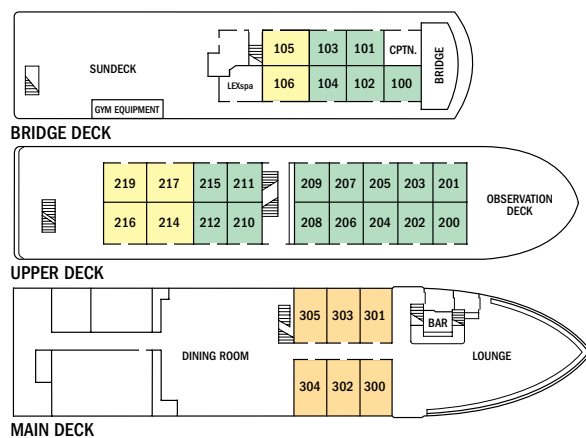 105 103 101 CPTN.
SUNDECK
LEXspa
106 104 102 100
BRIDGE
GYM EQUIPMENT
BRIDGE DECK
219 217 215 211 209 207 205 203 201
OBSERVATION
DECK
216 214 212 210 208 206 204 202 200
UPPER DECK
305 303 301
BAR
DINING ROOM
LOUNGE
304 302 300
MAIN DECK